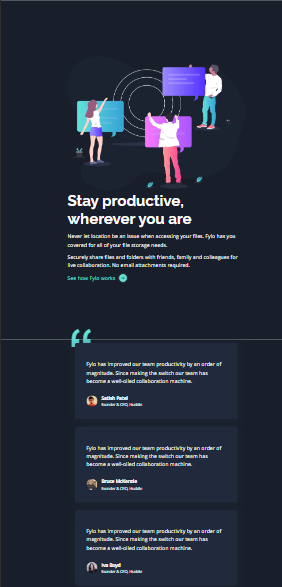 Stay productive,
wherever you are
Never let location be an issue when accessing your files. Fylo has you
covered for all of your file storage needs.
Securely share files and folders with friends, family and colleagues for
live collaboration. No email attachments required.
See how Fylo works
“
Fylo has improved our team productivity by an order of
magnitude. Since making the switch our team has
become a well-oiled collaboration machine.
Satish Patel
Founder & CEO, Huddle
Fylo has improved our team productivity by an order of
magnitude. Since making the switch our team has
become a well-oiled collaboration machine.
Bruce McKenzie
Founder & CEO, Huddle
Fylo has improved our team productivity by an order of
magnitude. Since making the switch our team has
become a well-oiled collaboration machine.
Iva Boyd
Founder & CEO, Huddle